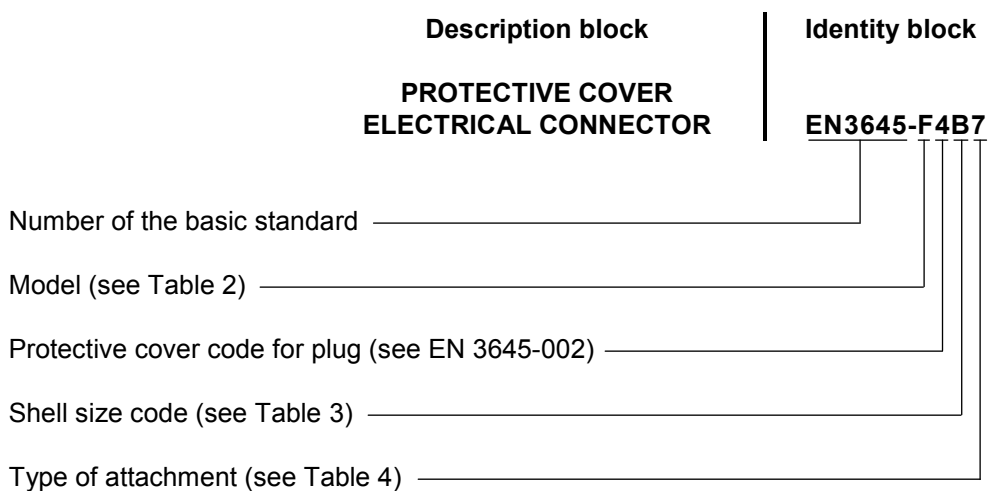 Description block Identity block
PROTECTIVE COVER
ELECTRICAL CONNECTOR EN3645-F4B7
Number of the basic standard
Model (see Table 2)
Protective cover code for plug (see EN 3645-002)
Shell size code (see Table 3)
Type of attachment (see Table 4)